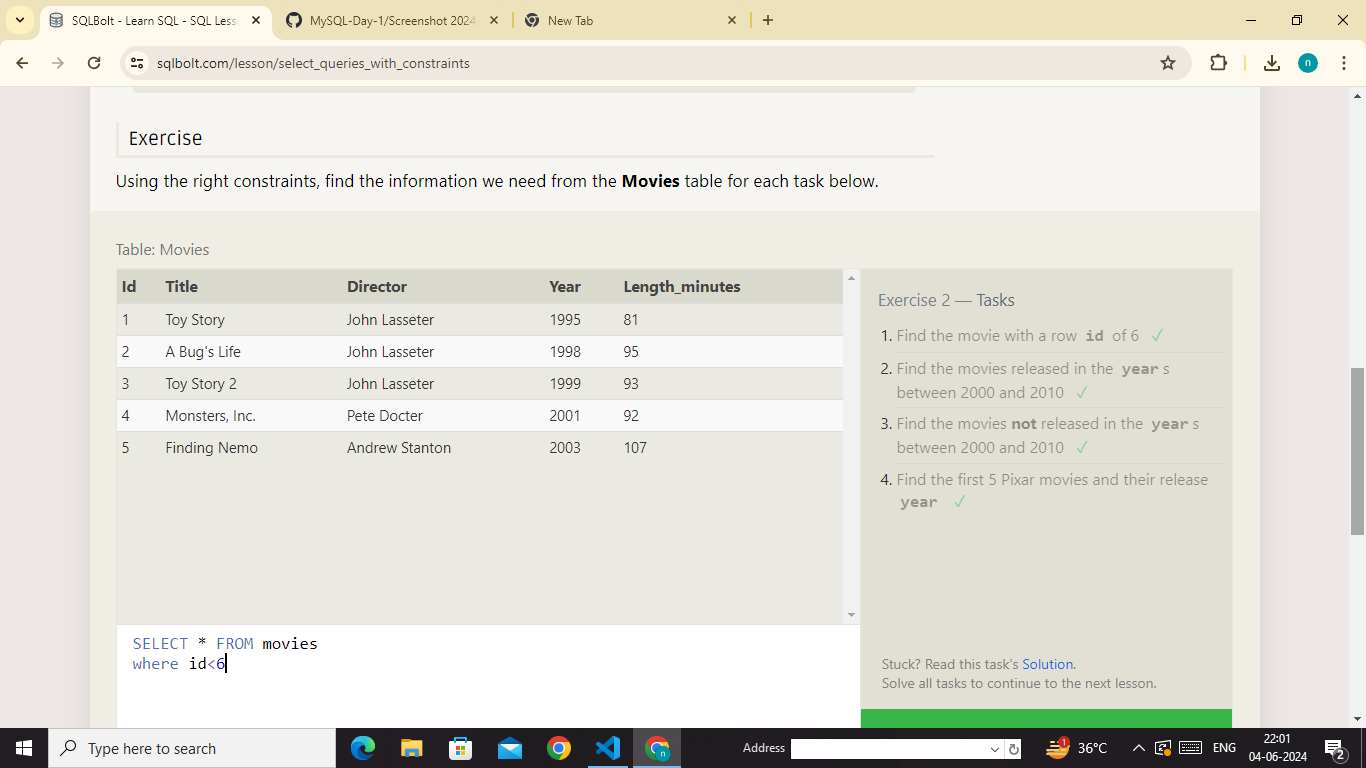 SQLBolt - Learn SQL - SQL Less
MySQL-Day-1/Screenshot 2024
New Tab
sqlbolt.com/lesson/select_queries_with_constraints
n
Exercise
Using the right constraints, find the information we need from the Movies table for each task below.
Table: Movies
Id Title Director Year Length_minutes
1 Toy Story John Lasseter 1995 81
2 A Bug's Life John Lasseter 1998 95
3 Toy Story 2 John Lasseter 1999 93
4 Monsters, Inc. Pete Docter 2001 92
5 Finding Nemo Andrew Stanton 2003 107
Exercise 2 — Tasks
1. Find the movie with a row id of 6 ✓
2. Find the movies released in the year s
between 2000 and 2010 ✓
3. Find the movies not released in the year s
between 2000 and 2010 ✓
4. Find the first 5 Pixar movies and their release
year ✓
SELECT * FROM movies
where id<6
Stuck? Read this task's Solution.
Solve all tasks to continue to the next lesson.
Type here to search
n
Address
1
36°C
ENG
22:01
04-06-2024
2